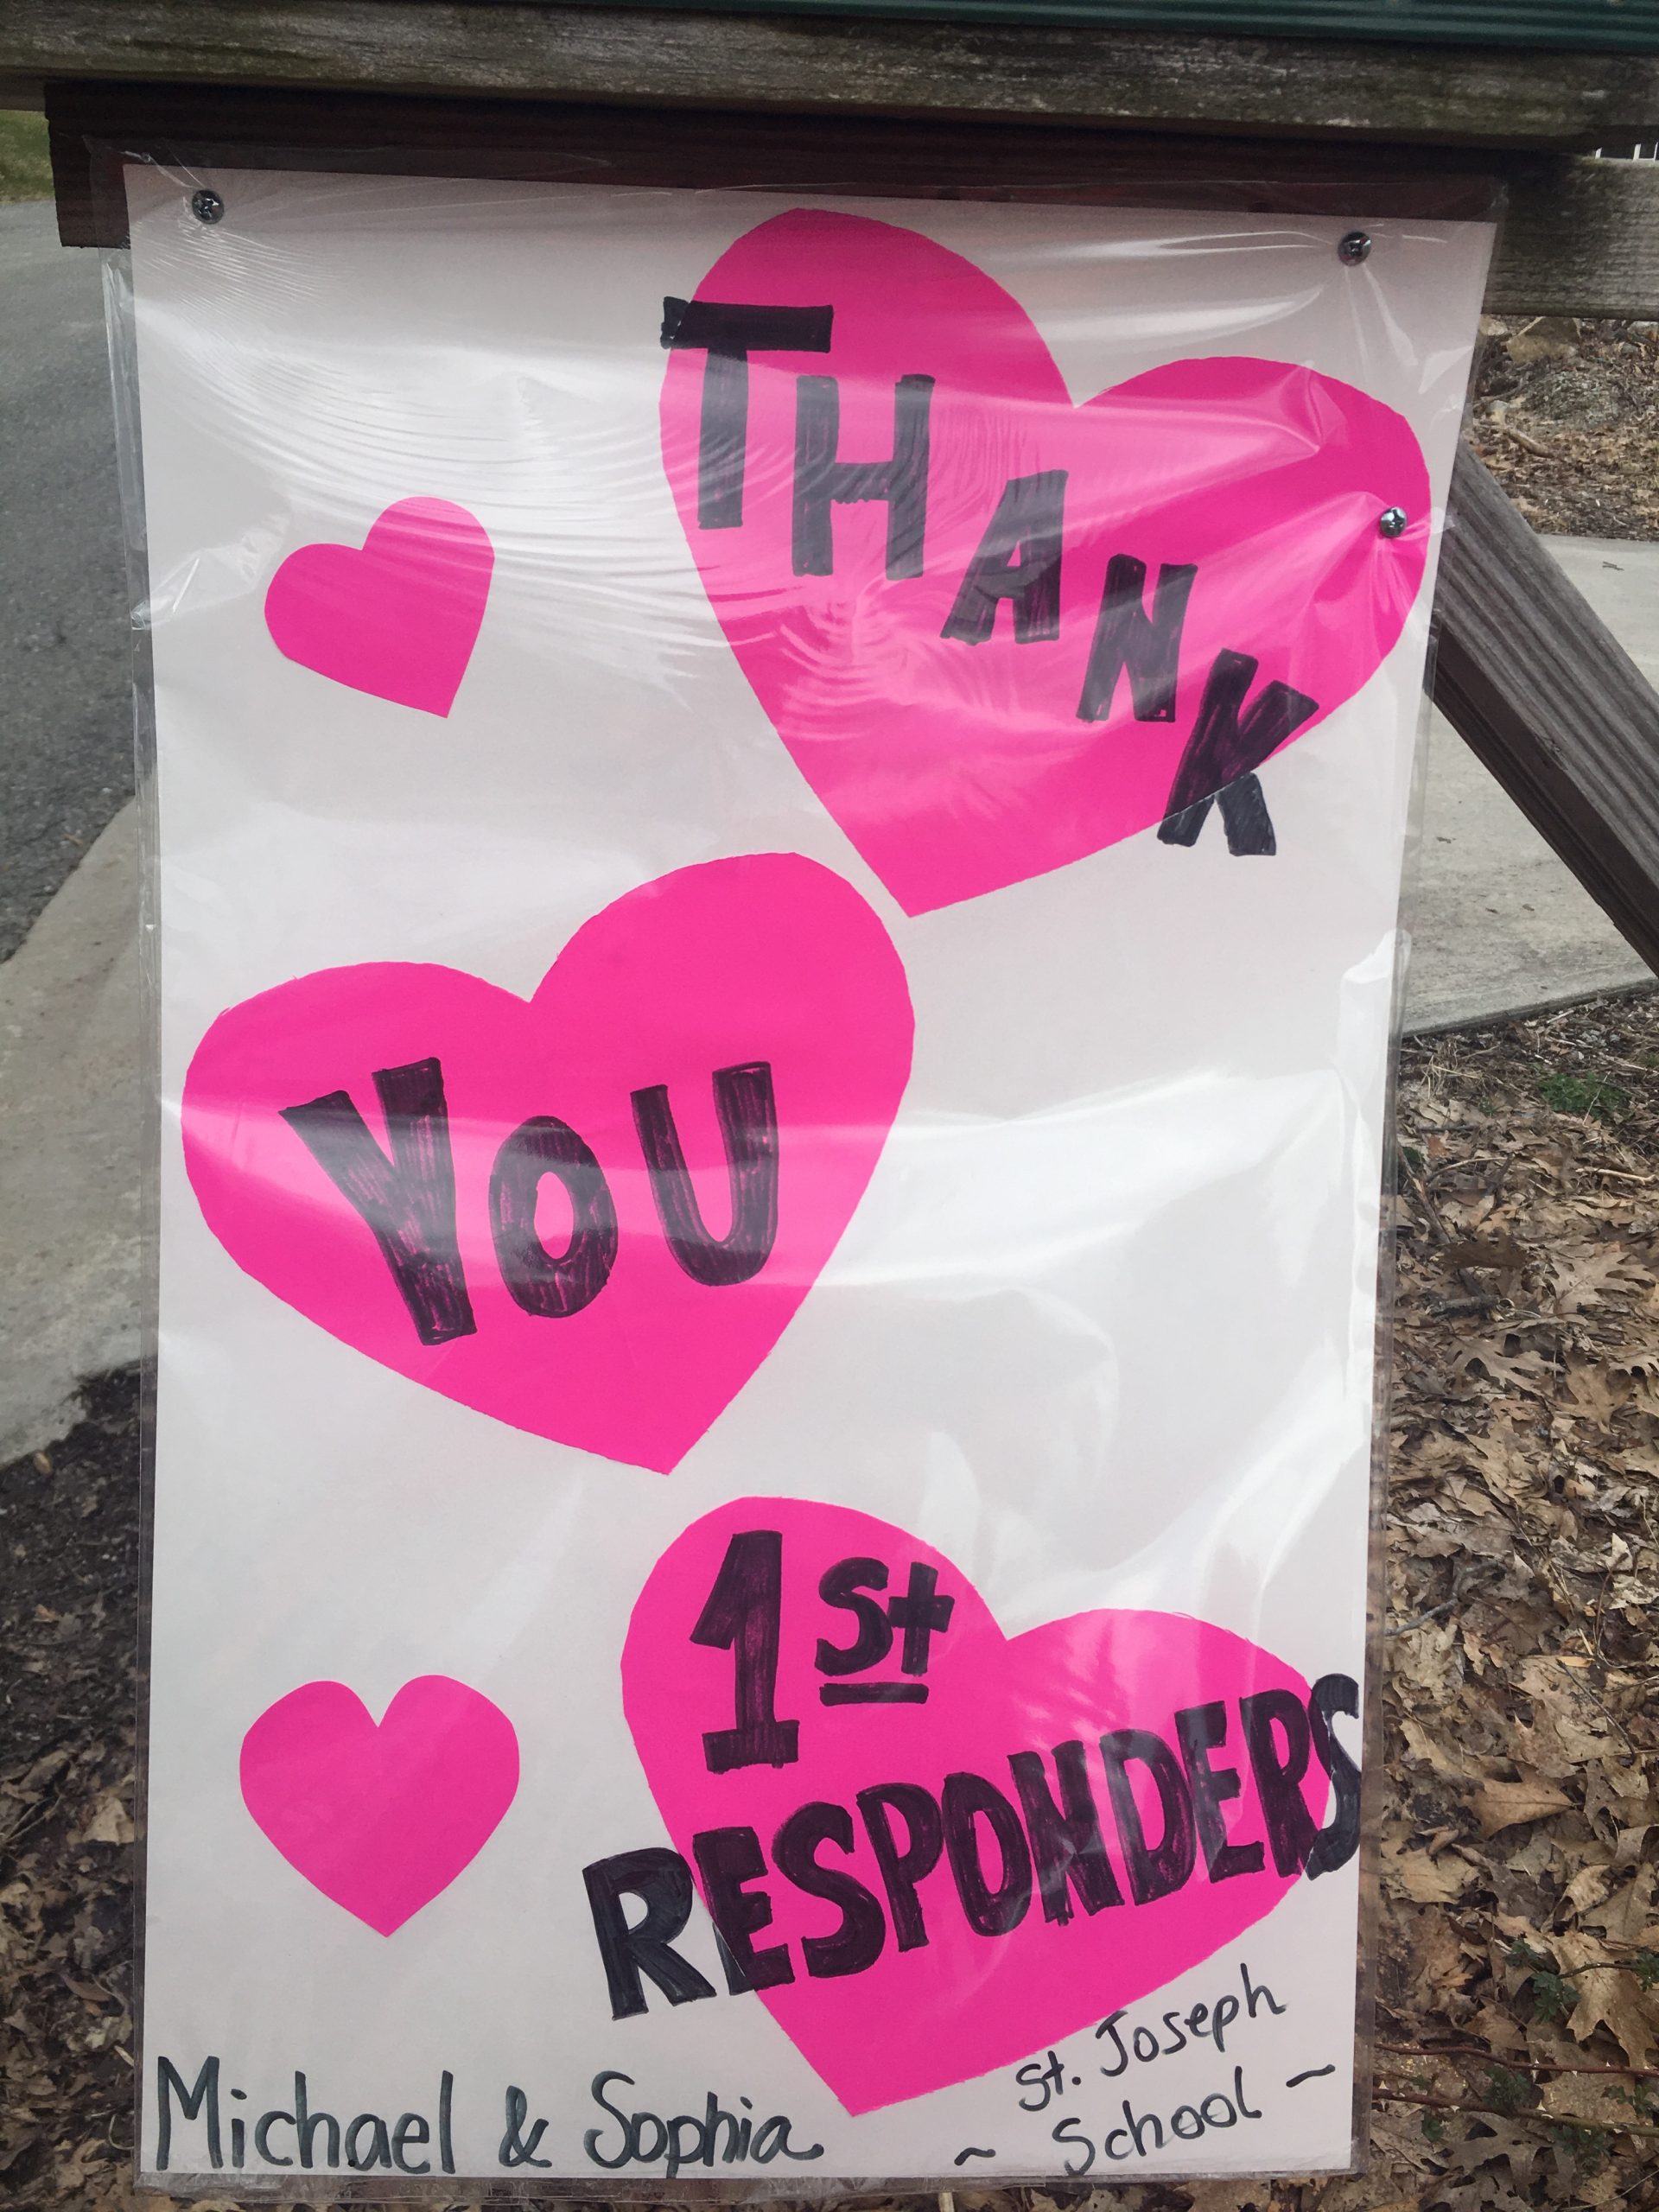 THANK
YOU
1st
RESPONDERS
Michael & Sophia
St. Joseph
~ School ~